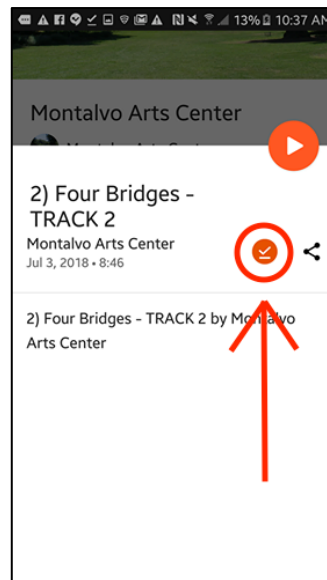 13% 10:37 AM
Montalvo Arts Center
2) Four Bridges -
TRACK 2
Montalvo Arts Center
Jul 3, 2018 • 8:46
2) Four Bridges - TRACK 2 by Montalvo
Arts Center